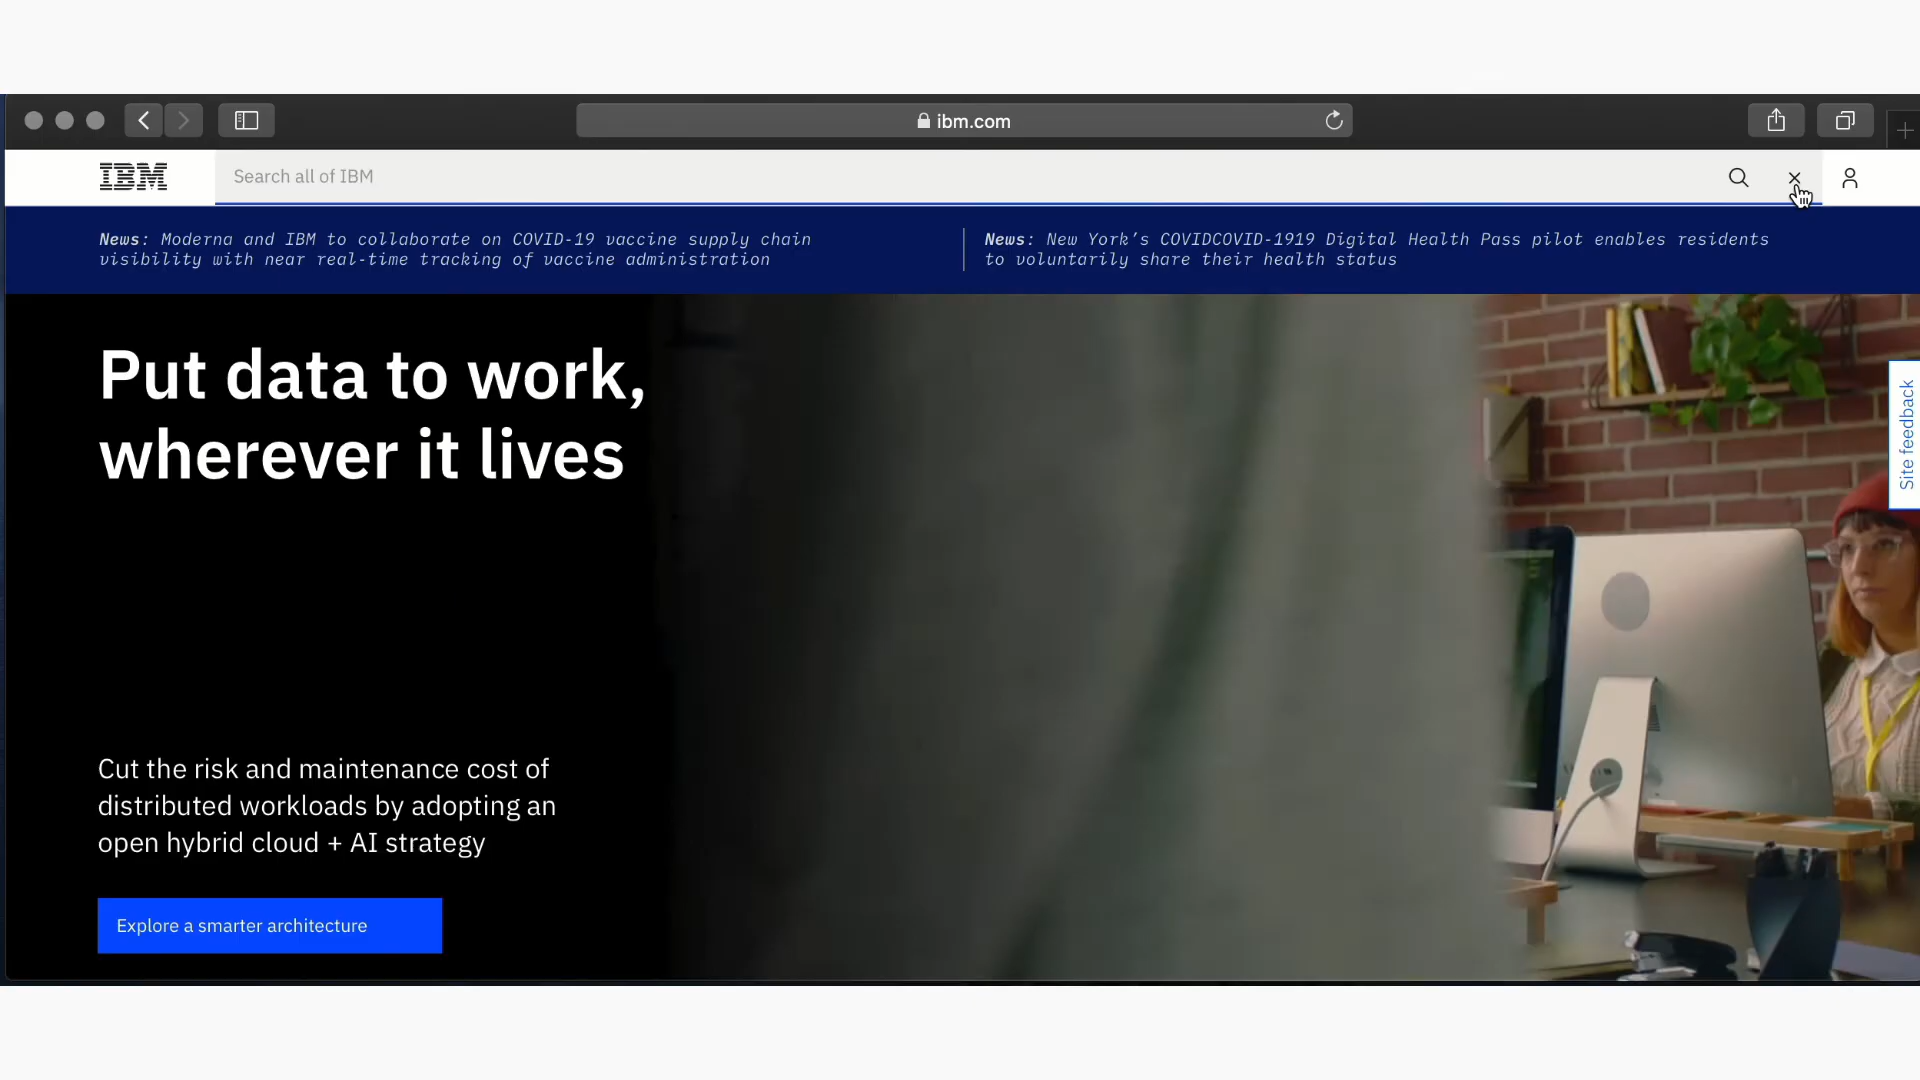 ibm.com
IBM
Search all of IBM
News: Moderna and IBM to collaborate on COVID-19 vaccine supply chain
visibility with near real-time tracking of vaccine administration
News: New York's COVIDCOVID-1919 Digital Health Pass pilot enables residents
to voluntarily share their health status
Put data to work,
wherever it lives
Site feedback
Cut the risk and maintenance cost of
distributed workloads by adopting an
open hybrid cloud + AI strategy
Explore a smarter architecture